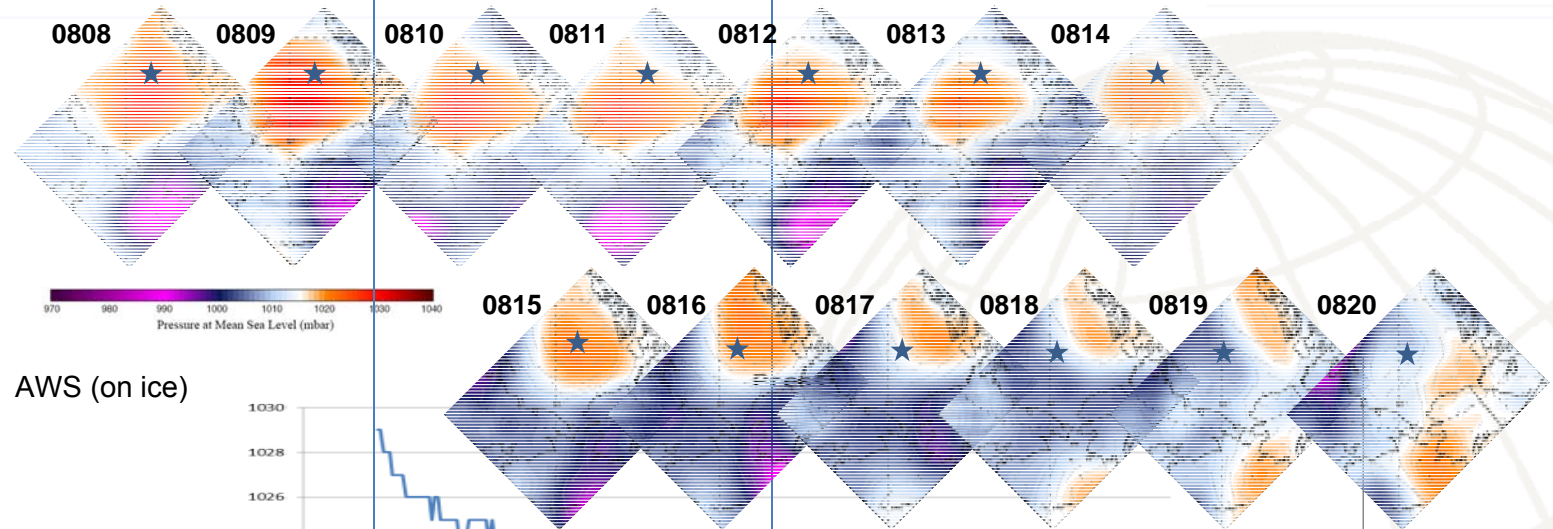 0808 0809 0810 0811 0812 0813 0814
0815 0816 0817 0818 0819 0820
970 980 990 1000 1010 1020 1030 1040
Pressure at Mean Sea Level (mbar)
AWS (on ice)
1030
1028
1026